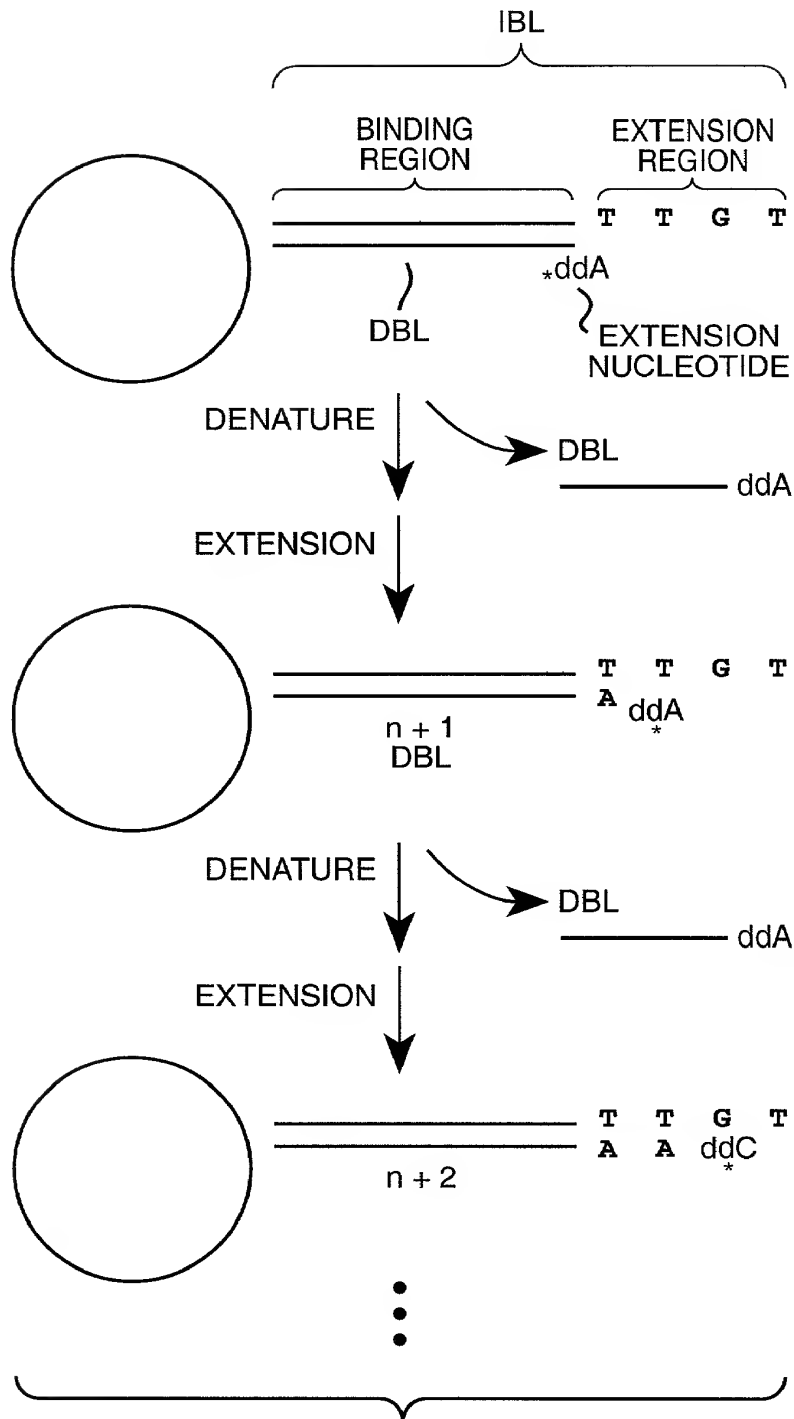 IBL
BINDING
REGION
EXTENSION
REGION
T T G T
*ddA
DBL
EXTENSION
NUCLEOTIDE
DENATURE
DBL
ddA
EXTENSION
T T G T
A ddA
*
n + 1
DBL
DENATURE
DBL
ddA
EXTENSION
T T G T
A A ddC
*
n + 2